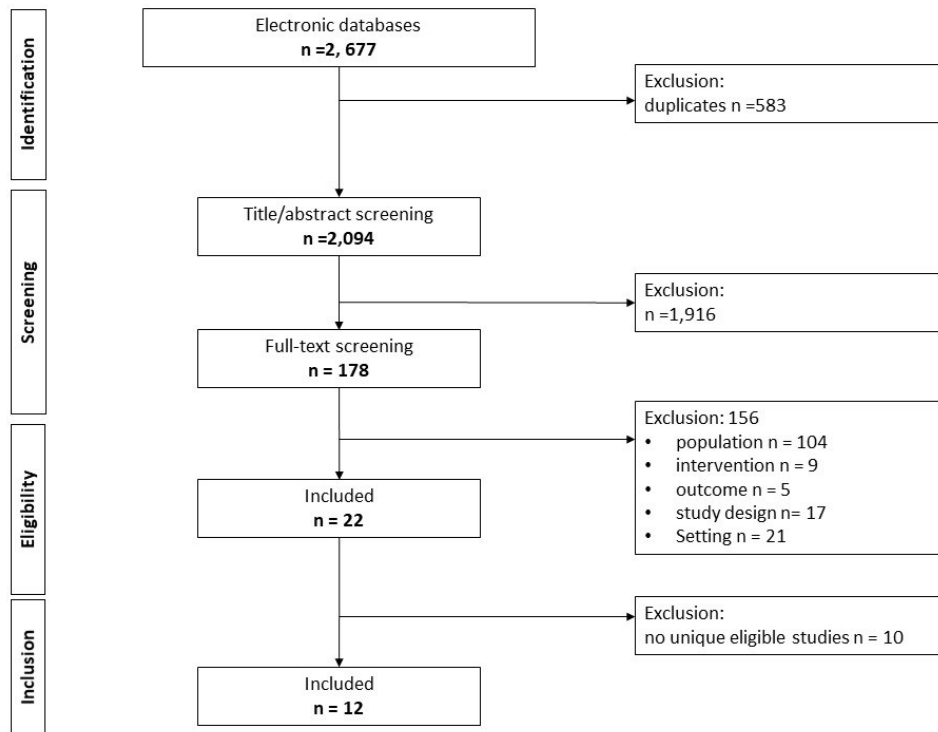 Identification
Electronic databases
n =2, 677
Exclusion:
duplicates n =583
Screening
Title/abstract screening
n =2,094
Exclusion:
n =1,916
Full-text screening
n = 178
Eligibility
Exclusion: 156
• population n = 104
• intervention n = 9
• outcome n = 5
• study design n= 17
• Setting n = 21
Included
n = 22
Inclusion
Exclusion:
no unique eligible studies n = 10
Included
n = 12